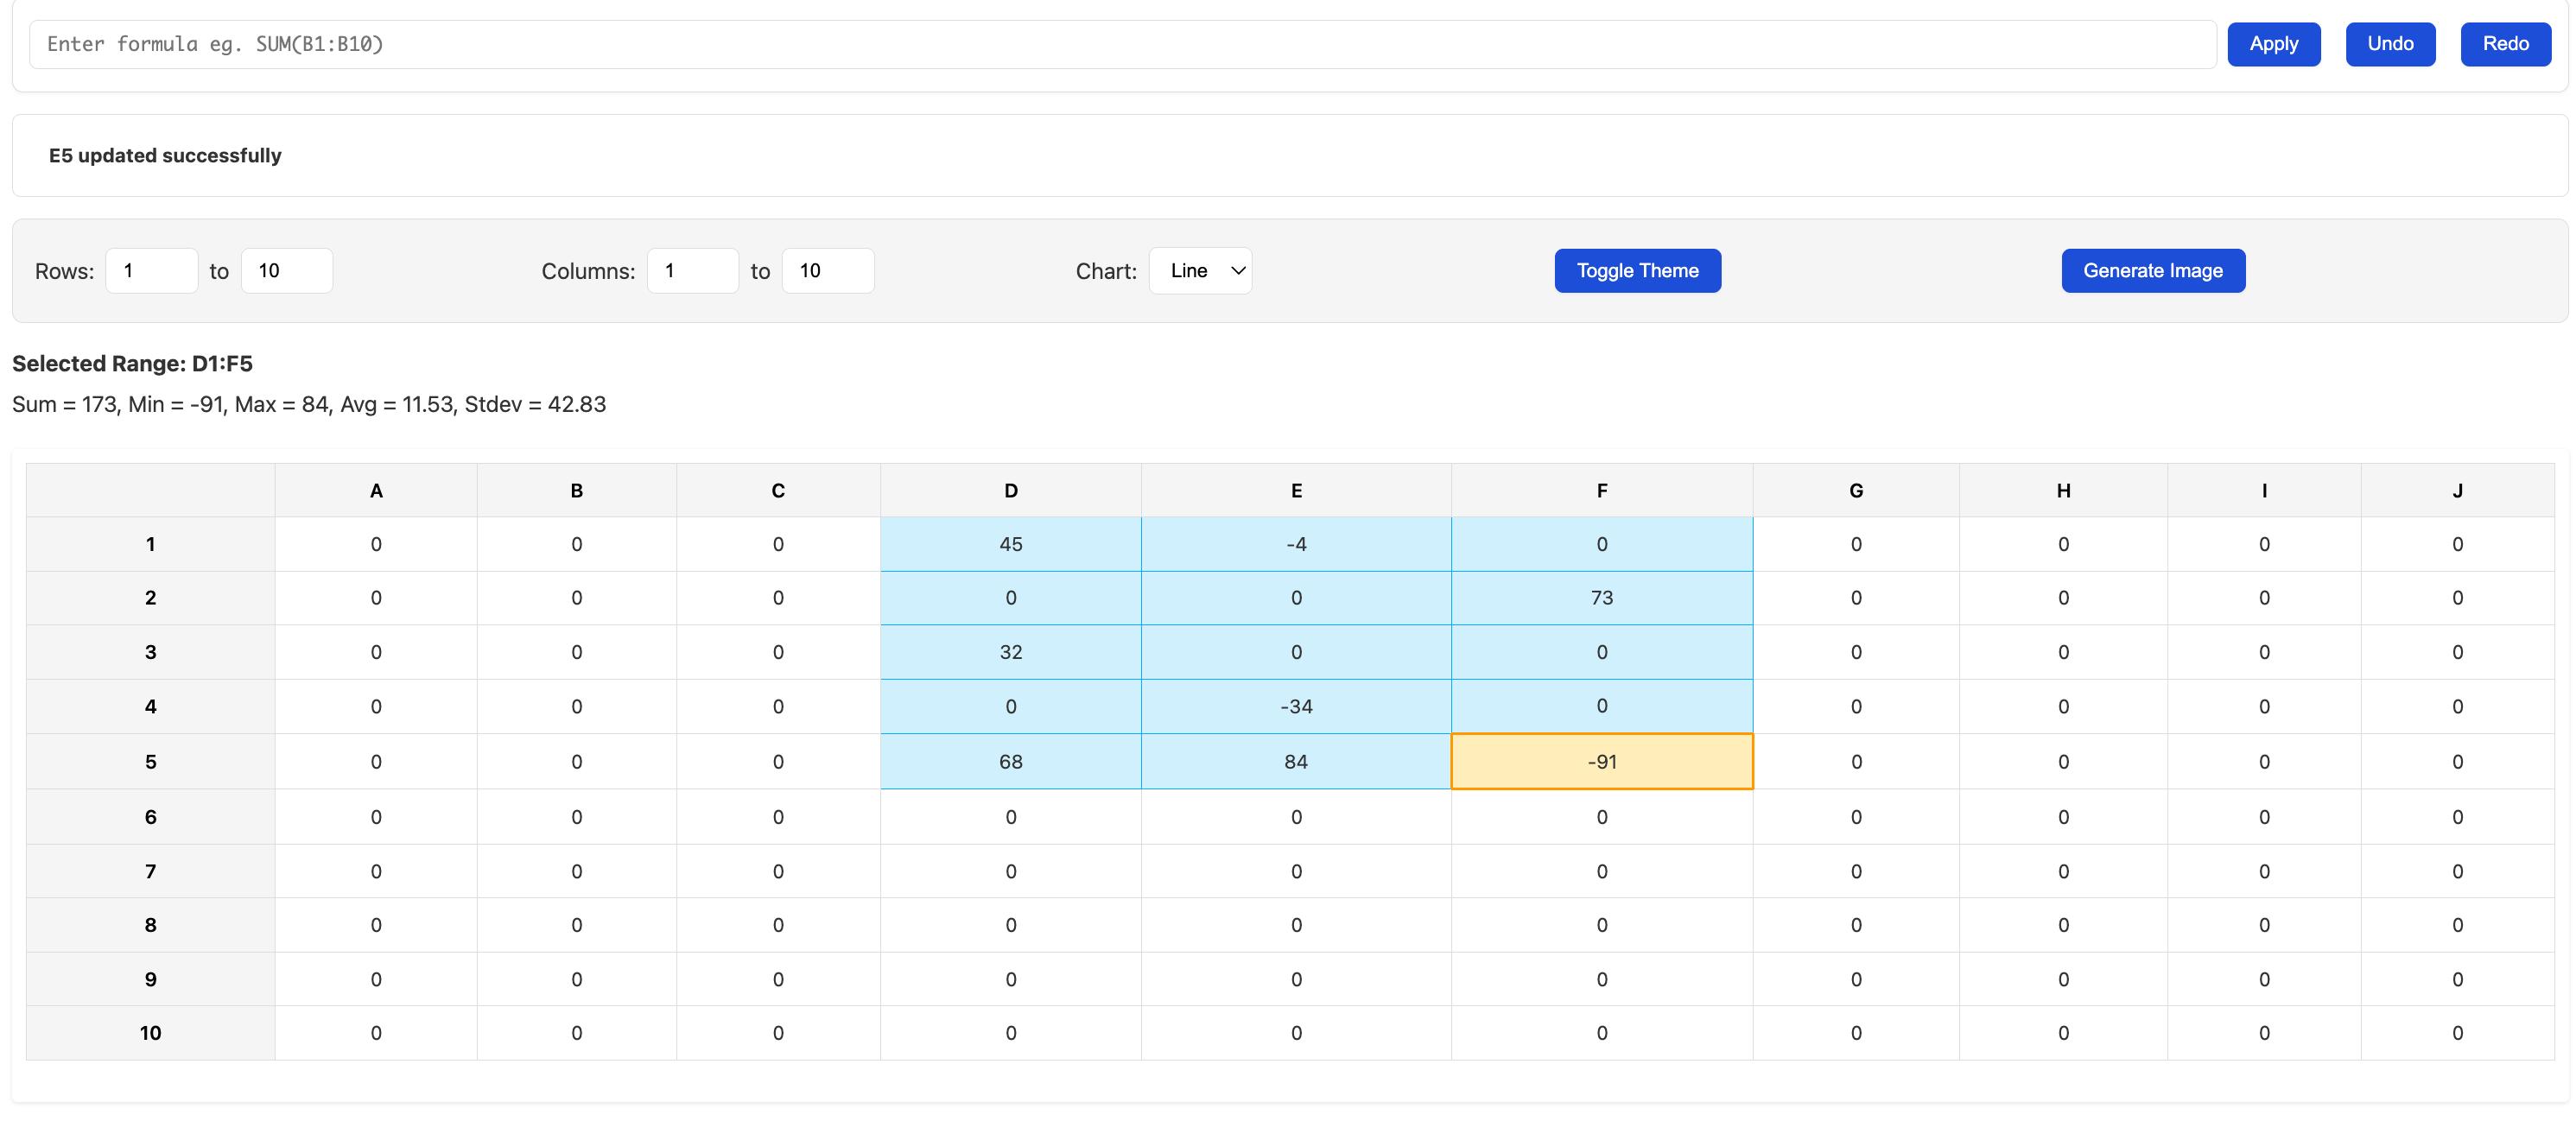 Enter formula eg. SUM(B1:B10) Apply Undo Redo
E5 updated successfully
Rows: 1 to 10 Columns: 1 to 10 Chart: Line Toggle Theme Generate Image
Selected Range: D1:F5
Sum = 173, Min = -91, Max = 84, Avg = 11.53, Stdev = 42.83
A B C D E F G H I J
1 0 0 0 45 -4 0 0 0 0 0
2 0 0 0 0 0 73 0 0 0 0
3 0 0 0 32 0 0 0 0 0 0
4 0 0 0 0 -34 0 0 0 0 0
5 0 0 0 68 84 -91 0 0 0 0
6 0 0 0 0 0 0 0 0 0 0
7 0 0 0 0 0 0 0 0 0 0
8 0 0 0 0 0 0 0 0 0 0
9 0 0 0 0 0 0 0 0 0 0
10 0 0 0 0 0 0 0 0 0 0